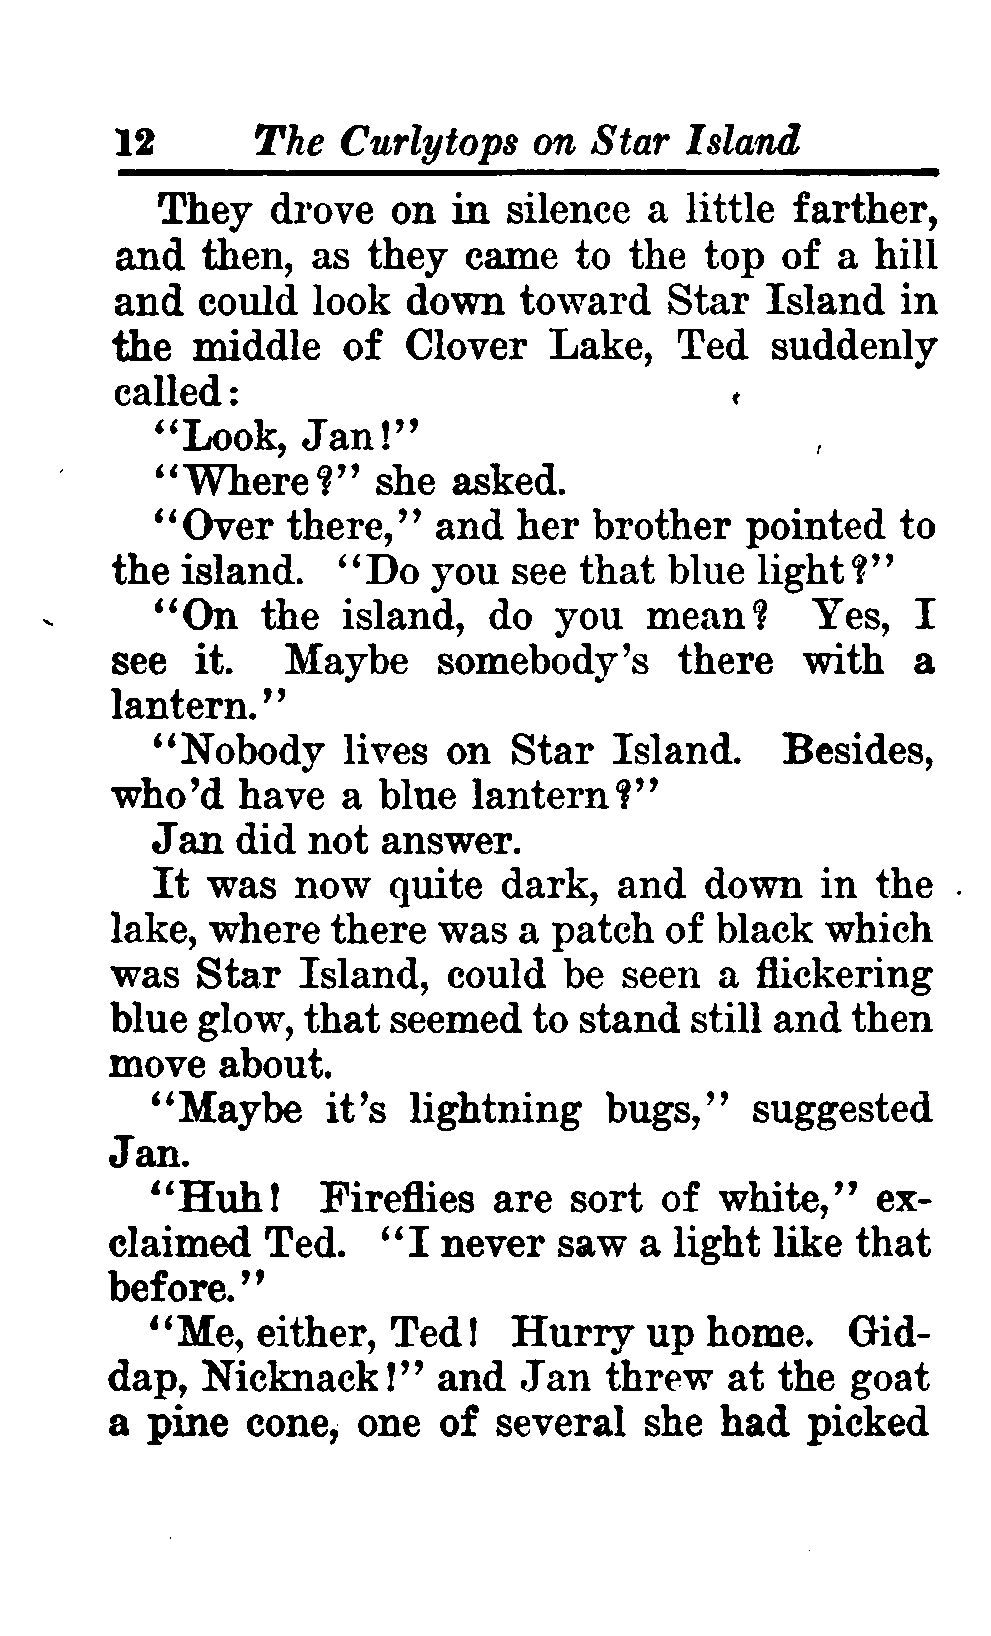 12 The Curlytops on Star Island
They drove on in silence a little farther,
and then, as they came to the top of a hill
and could look down toward Star Island in
the middle of Clover Lake, Ted suddenly
called:
"Look, Jan!"
"Where?" she asked.
"Over there," and her brother pointed to
the island. "Do you see that blue light?"
"On the island, do you mean? Yes, I
see it. Maybe somebody's there with a
lantern."
"Nobody lives on Star Island. Besides,
who'd have a blue lantern?"
Jan did not answer.
It was now quite dark, and down in the
lake, where there was a patch of black which
was Star Island, could be seen a flickering
blue glow, that seemed to stand still and then
move about.
"Maybe it's lightning bugs," suggested
Jan.
"Huh! Fireflies are sort of white," ex-
claimed Ted. "I never saw a light like that
before."
"Me, either, Ted! Hurry up home. Gid-
dap, Nicknack!" and Jan threw at the goat
a pine cone, one of several she had picked